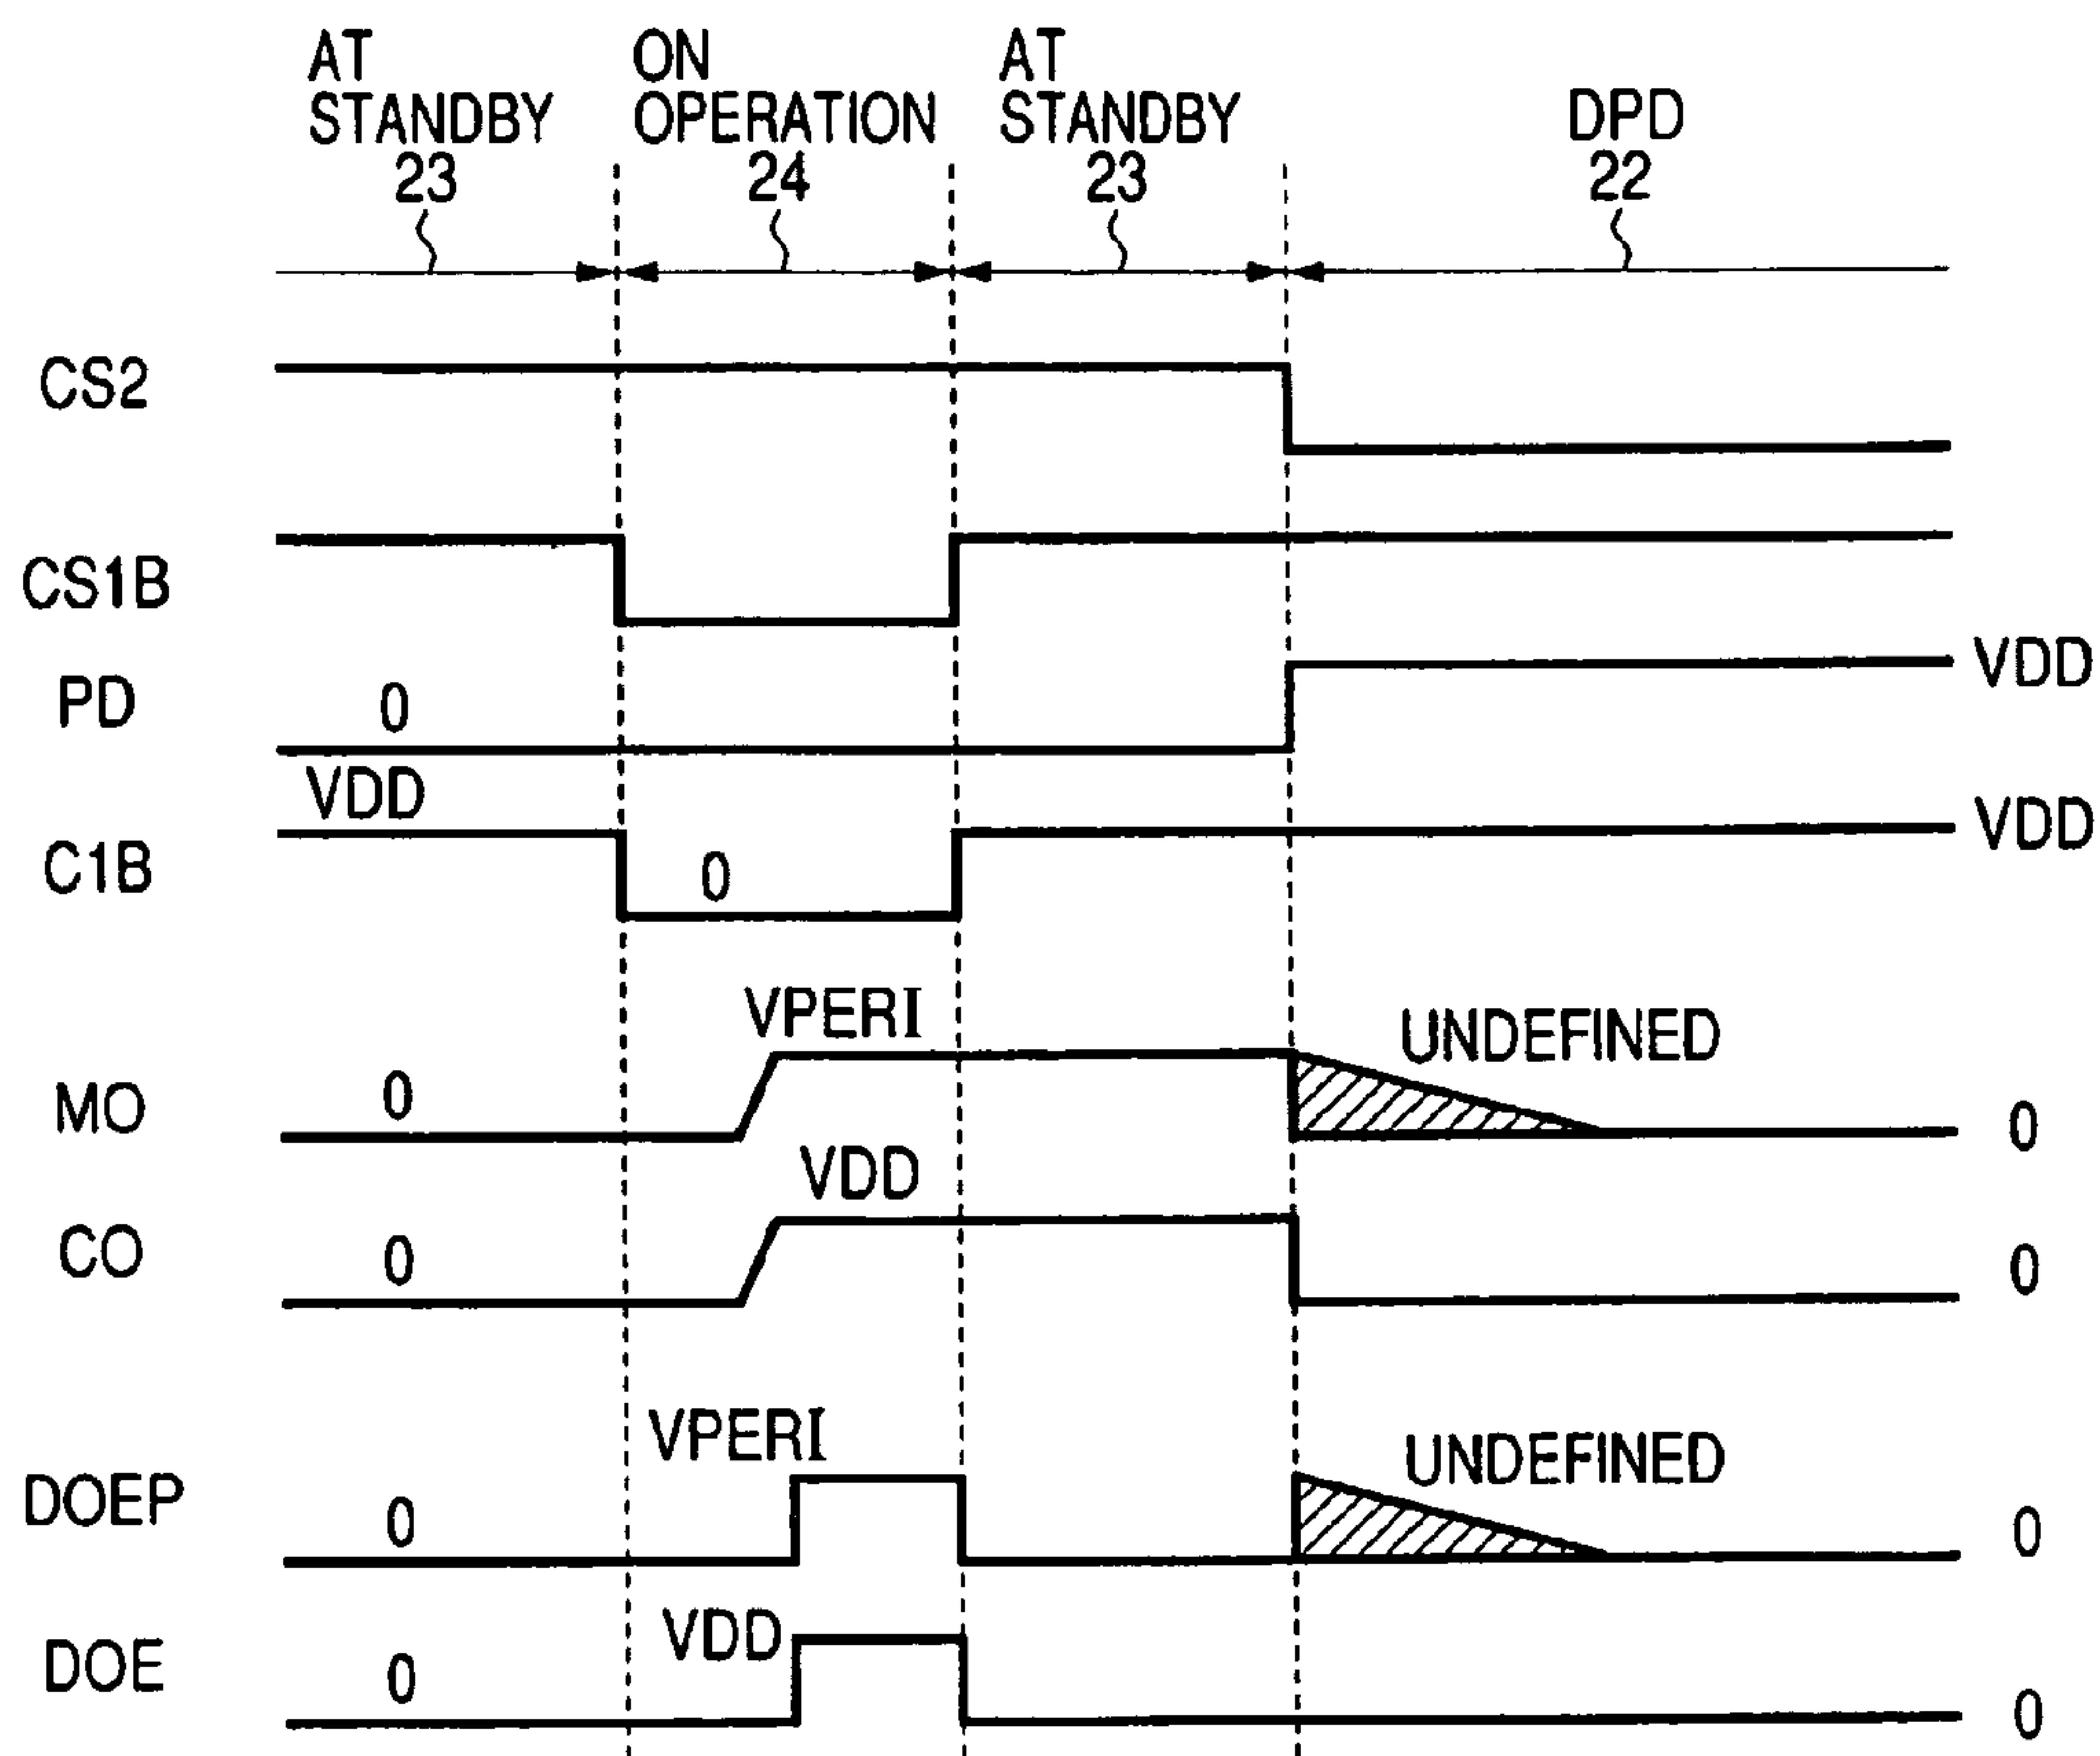 AT
STANDBY
23
ON
OPERATION
24
AT
STANDBY
23
DPD
22
CS2
CS1B
PD
0
VDD
VDD
C1B
0
VDD
VPERI
UNDEFINED
MO
0
0
VDD
CO
0
0
VPERI
UNDEFINED
DOEP
0
0
VDD
DOE
0
0